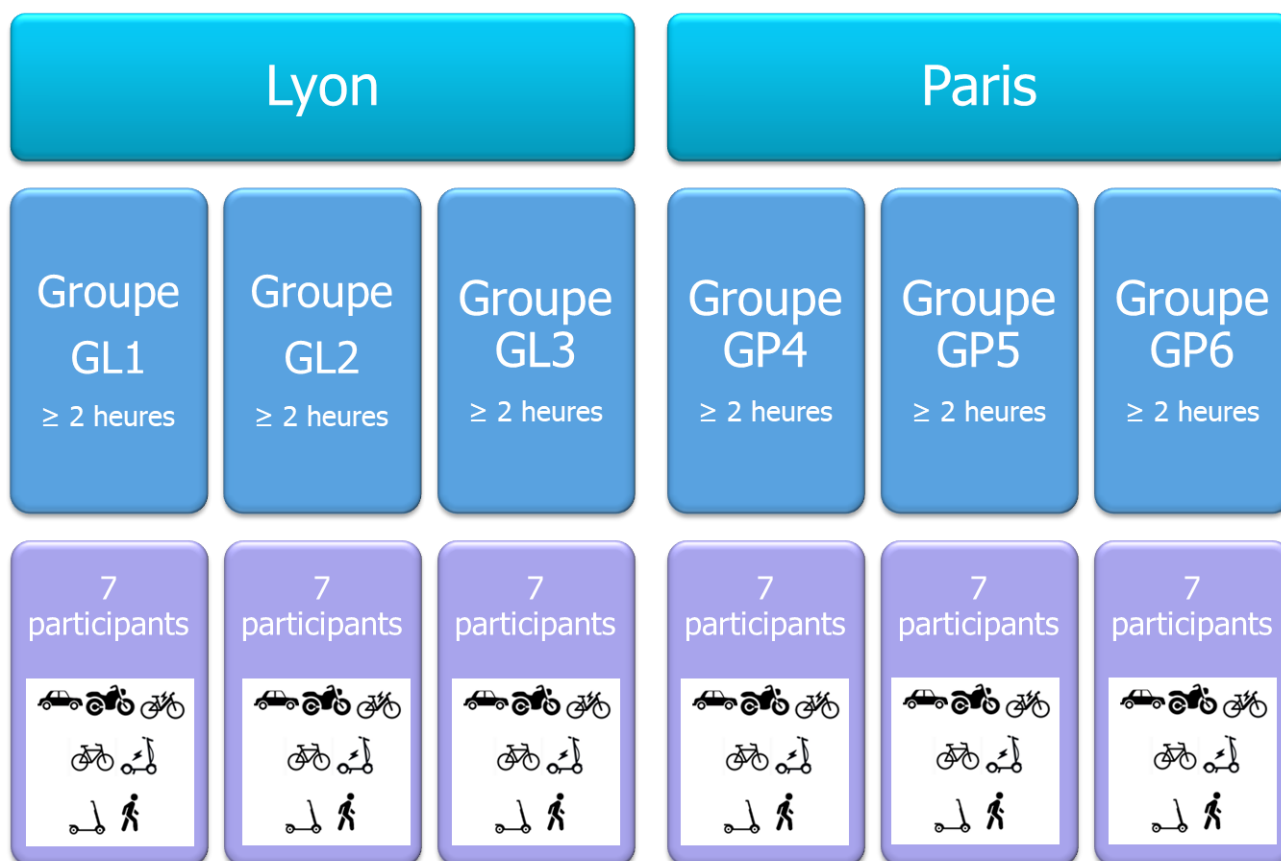 Lyon
Paris
Groupe
GL1
≥ 2 heures
Groupe
GL2
≥ 2 heures
Groupe
GL3
≥ 2 heures
Groupe
GP4
≥ 2 heures
Groupe
GP5
≥ 2 heures
Groupe
GP6
≥ 2 heures
7
participants
7
participants
7
participants
7
participants
7
participants
7
participants